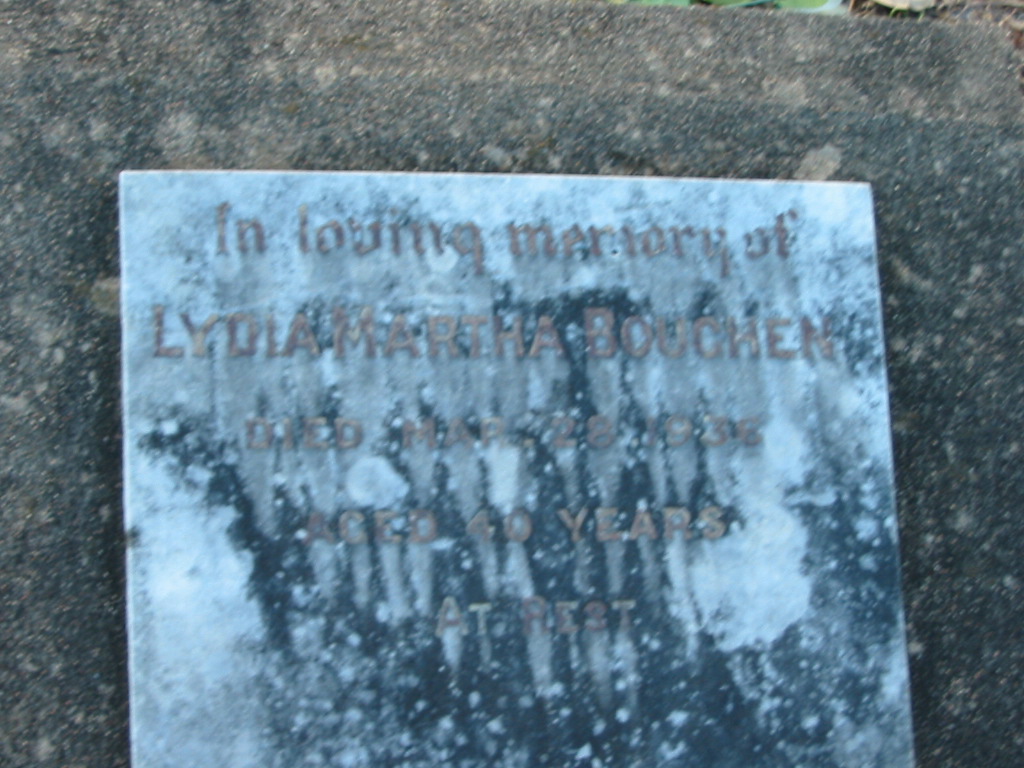 In loving memory of
LYDIA MARTHA BOUCHEN
DIED MAR. 28 1936
AGED 40 YEARS
AT REST